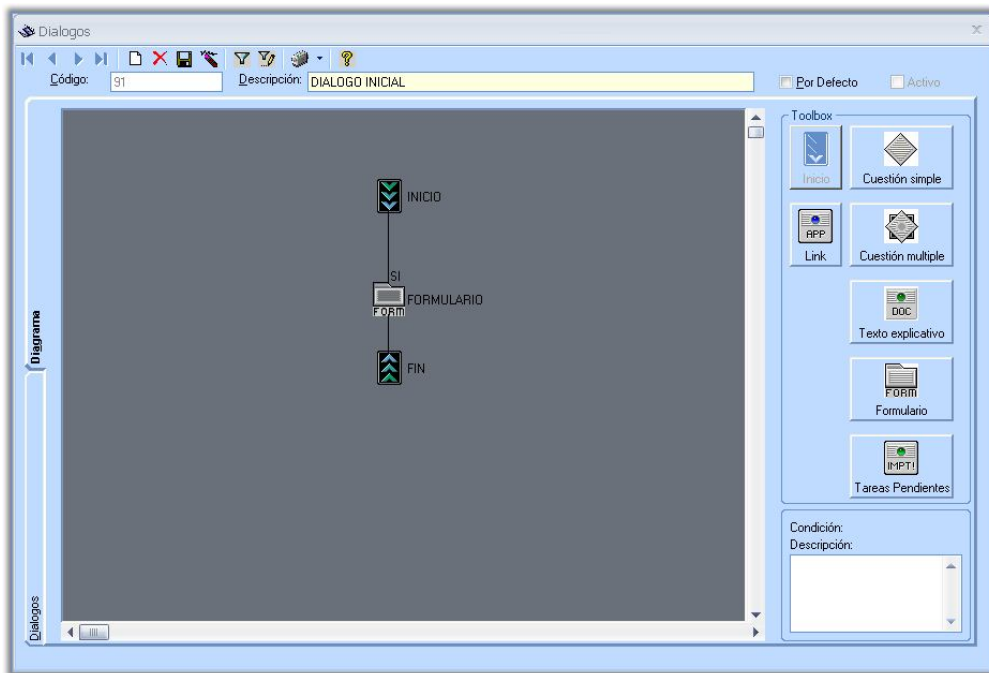 Dialogos
Código: 91 Descripción: DIALOGO INICIAL Por Defecto Activo
Toolbox
INICIO
SI
FORMULARIO
FORM
FIN
Diagrama
Dialogos
Inicio
Cuestión simple
APP
Link
Cuestión multiple
DOC
Texto explicativo
FORM
Formulario
IMPT!
Tareas Pendientes
Condición:
Descripción: